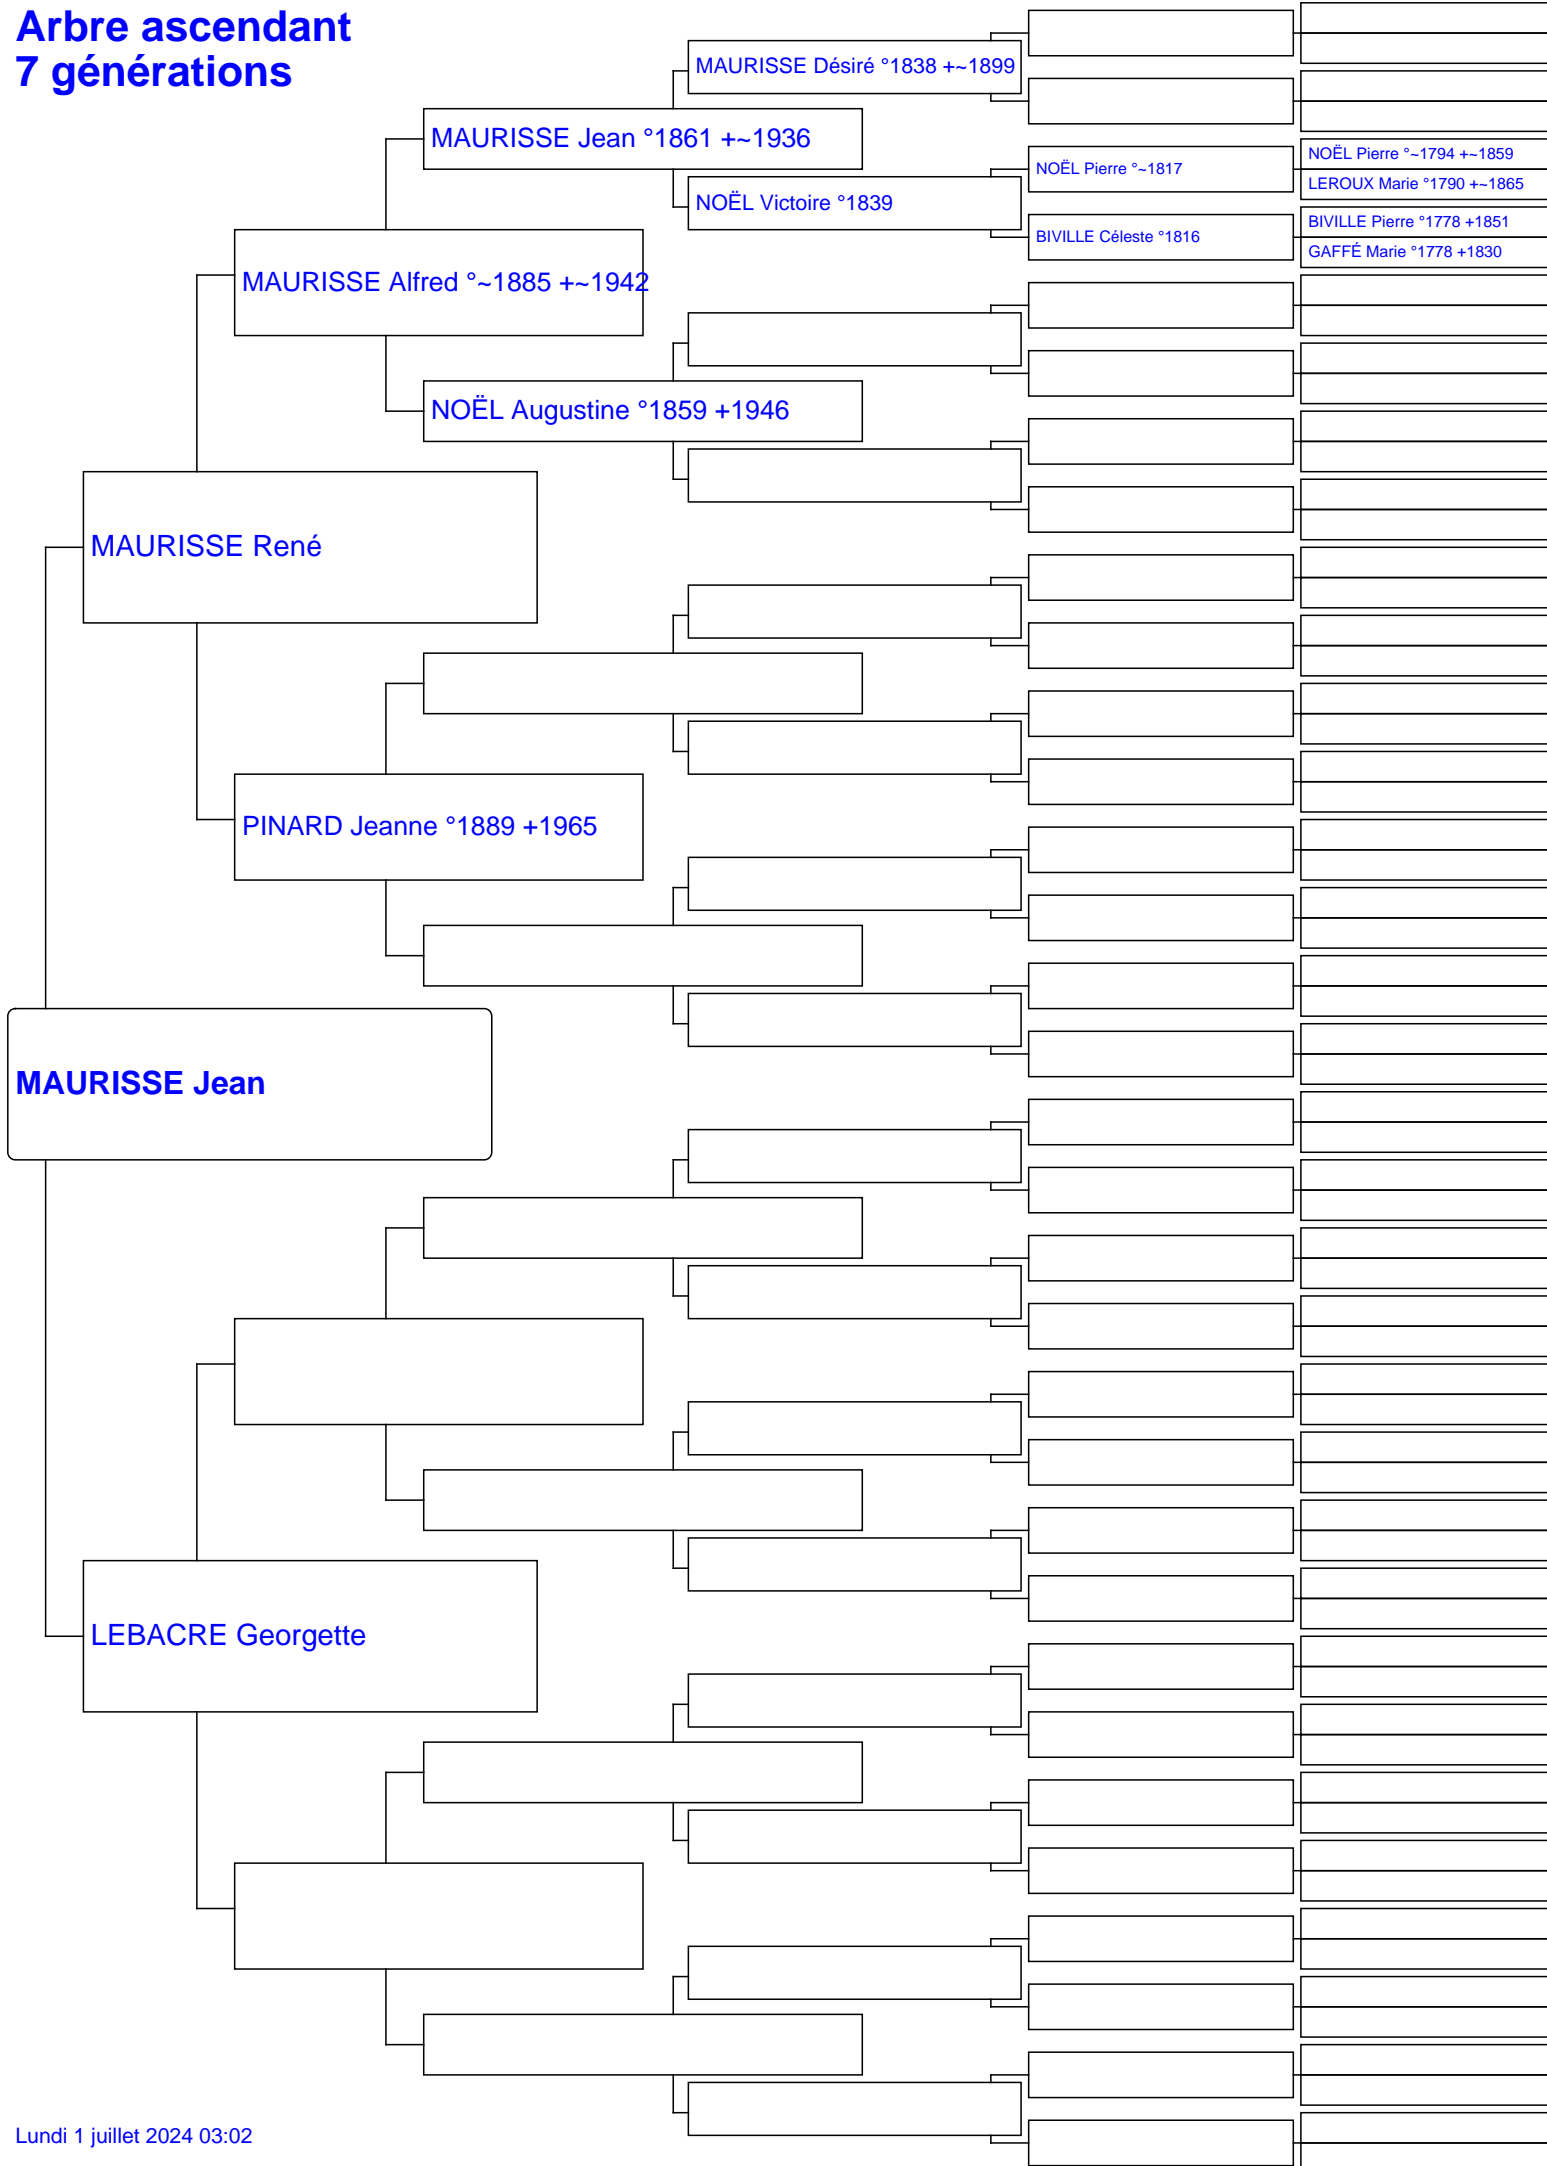 Arbre ascendant
7 générations
MAURISSE Désiré °1838 +~1899
MAURISSE Jean °1861 +~1936
NOËL Pierre °~1794 +~1859
NOËL Pierre °~1817
LEROUX Marie °1790 +~1865
NOËL Victoire °1839
BIVILLE Pierre °1778 +1851
BIVILLE Céleste °1816
GAFFÉ Marie °1778 +1830
MAURISSE Alfred °~1885 +~1942
NOËL Augustine °1859 +1946
MAURISSE René
PINARD Jeanne °1889 +1965
MAURISSE Jean
LEBACRE Georgette
Lundi 1 juillet 2024 03:02